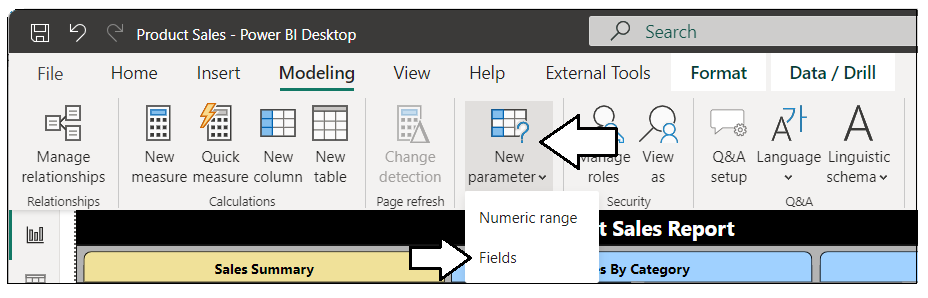 Product Sales - Power BI Desktop
Search
File Home Insert Modeling View Help External Tools Format Data / Drill
Manage relationships
New measure
Quick measure
New column
New table
Change detection
New parameter
roles
View as
Q&A setup
Language
Linguistic schema
Relationships Calculations Page refresh Security Q&A
Numeric range
Fields
Sales Report
Sales Summary
By Category